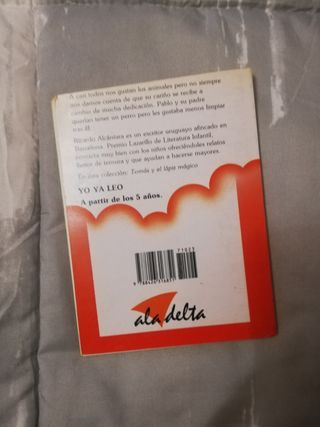 A casi todos nos gustan los animales pero no siempre
nos damos cuenta de que su cariño se recibe a
cambio de mucha dedicación. Pablo y su padre
querían tener un perro pero les gustaba menos limpiar
tras él.
Ricardo Alcántara es un escritor uruguayo afincado en
Barcelona. Premio Lazarillo de Literatura Infantil,
conecta muy bien con los niños ofreciéndoles relatos
llenos de ternura y que ayudan a hacerse mayores.
En esta colección: Tomás y el lápiz mágico
YO YA LEO
A partir de los 5 años.
71023
9 788426 316851
ala delta